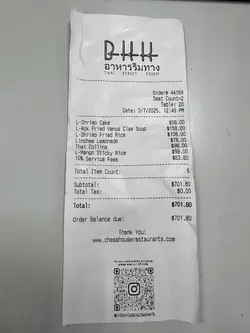 BHH
อาหารริมทาง
THAI STREET FOOD
Order# 44169
Seat Count=2
Table: 20
Date: 3/7/2025, 12:49 PM
L-Shrimp Cake $98.00
L-Wok Fried Venus Clam Soup $158.00
L-Shrimp Fried Rice $108.00
Linchee Lemonade $76.00
Thai Coling $98.00
L-Mango Sticky Rice $98.00
10% Service Fees $63.80
Total Item Count: 6
Subtotal: $701.80
Tax: $0.00
Total: $701.80
Order Balance due: $701.80
Thank You!
www.chesshouserestaurants.com